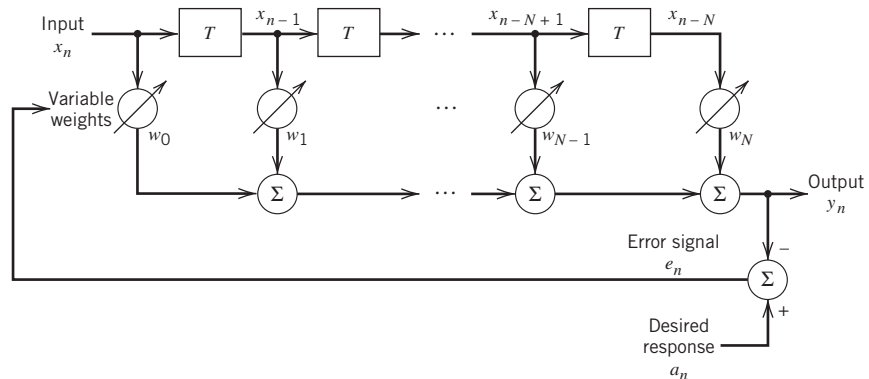 Input
x_n
T
x_{n-1}
T
...
x_{n-N+1}
T
x_{n-N}
Variable
weights
w_0
w_1
...
w_{N-1}
w_N
Σ
...
Σ
Σ
Output
y_n
Error signal
e_n
−
Σ
+
Desired
response
a_n